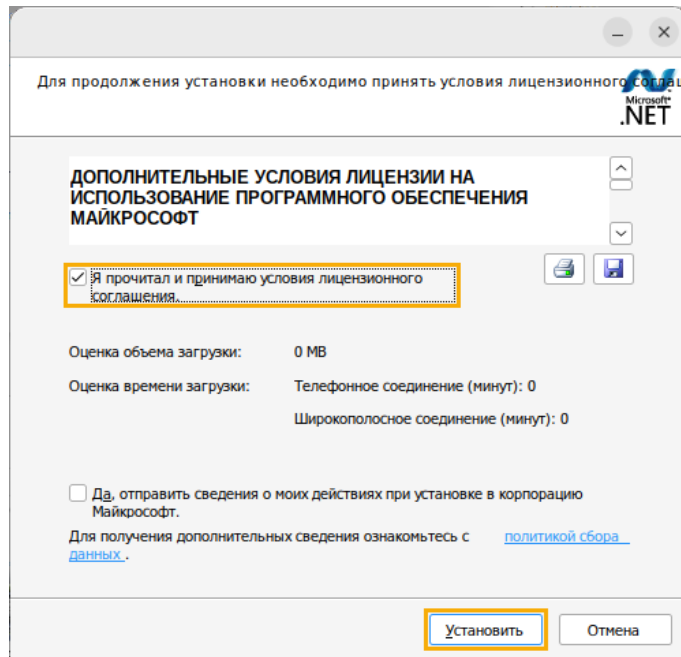 Для продолжения установки необходимо принять условия лицензионного
Microsoft
.NET
ДОПОЛНИТЕЛЬНЫЕ УСЛОВИЯ ЛИЦЕНЗИИ НА
ИСПОЛЬЗОВАНИЕ ПРОГРАММНОГО ОБЕСПЕЧЕНИЯ
МАЙКРОСОФТ
Я прочитал и принимаю условия лицензионного
соглашения.
Оценка объема загрузки: 0 MB
Оценка времени загрузки: Телефонное соединение (минут): 0
Широкополосное соединение (минут): 0
Да, отправить сведения о моих действиях при установке в корпорацию
Майкрософт.
Для получения дополнительных сведения ознакомьтесь с политикой сбора
данных .
Установить Отмена